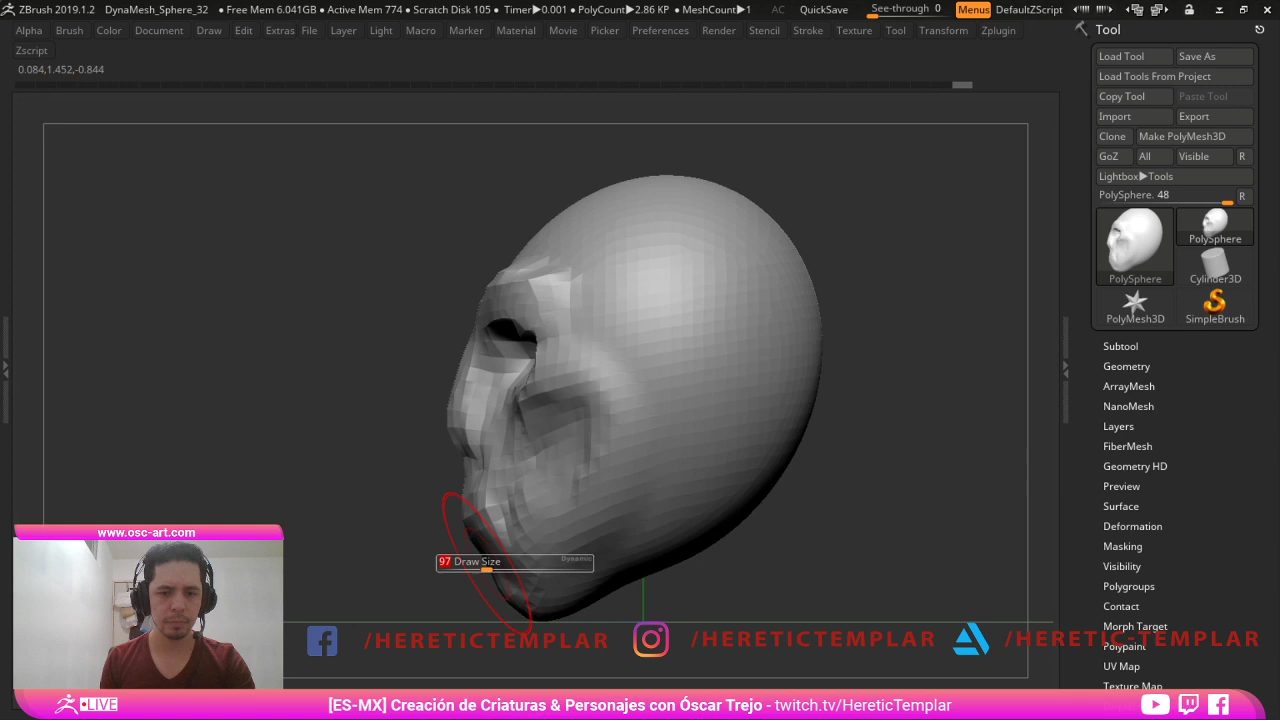 ZBrush 2019.1.2 DynaMesh_Sphere_32 • Free Mem 6.041GB • Active Mem 774 • Scratch Disk 105 • Timer▶0.001 • PolyCount▶2.86 KP • MeshCount▶1 AC QuickSave See-through 0 Menus DefaultZScript
Alpha Brush Color Document Draw Edit Extras File Layer Light Macro Marker Material Movie Picker Preferences Render Stencil Stroke Texture Tool Transform Zplugin
Zscript
0.084,1.452,-0.844
Tool
Load Tool Save As
Load Tools From Project
Copy Tool Paste Tool
Import Export
Clone Make PolyMesh3D
GoZ All Visible R
Lightbox▶Tools
PolySphere. 48 R
PolySphere
PolySphere Cylinder3D
PolyMesh3D SimpleBrush
Subtool
Geometry
ArrayMesh
NanoMesh
Layers
FiberMesh
Geometry HD
Preview
Surface
Deformation
Masking
Visibility
Polygroups
Contact
Morph Target
Polypaint
UV Map
Texture Map
97 Draw Size Dynamic
www.osc-art.com
/HERETICTEMPLAR /HERETICTEMPLAR /HERETIC-TEMPLAR
•LIVE [ES-MX] Creación de Criaturas & Personajes con Óscar Trejo - twitch.tv/HereticTemplar